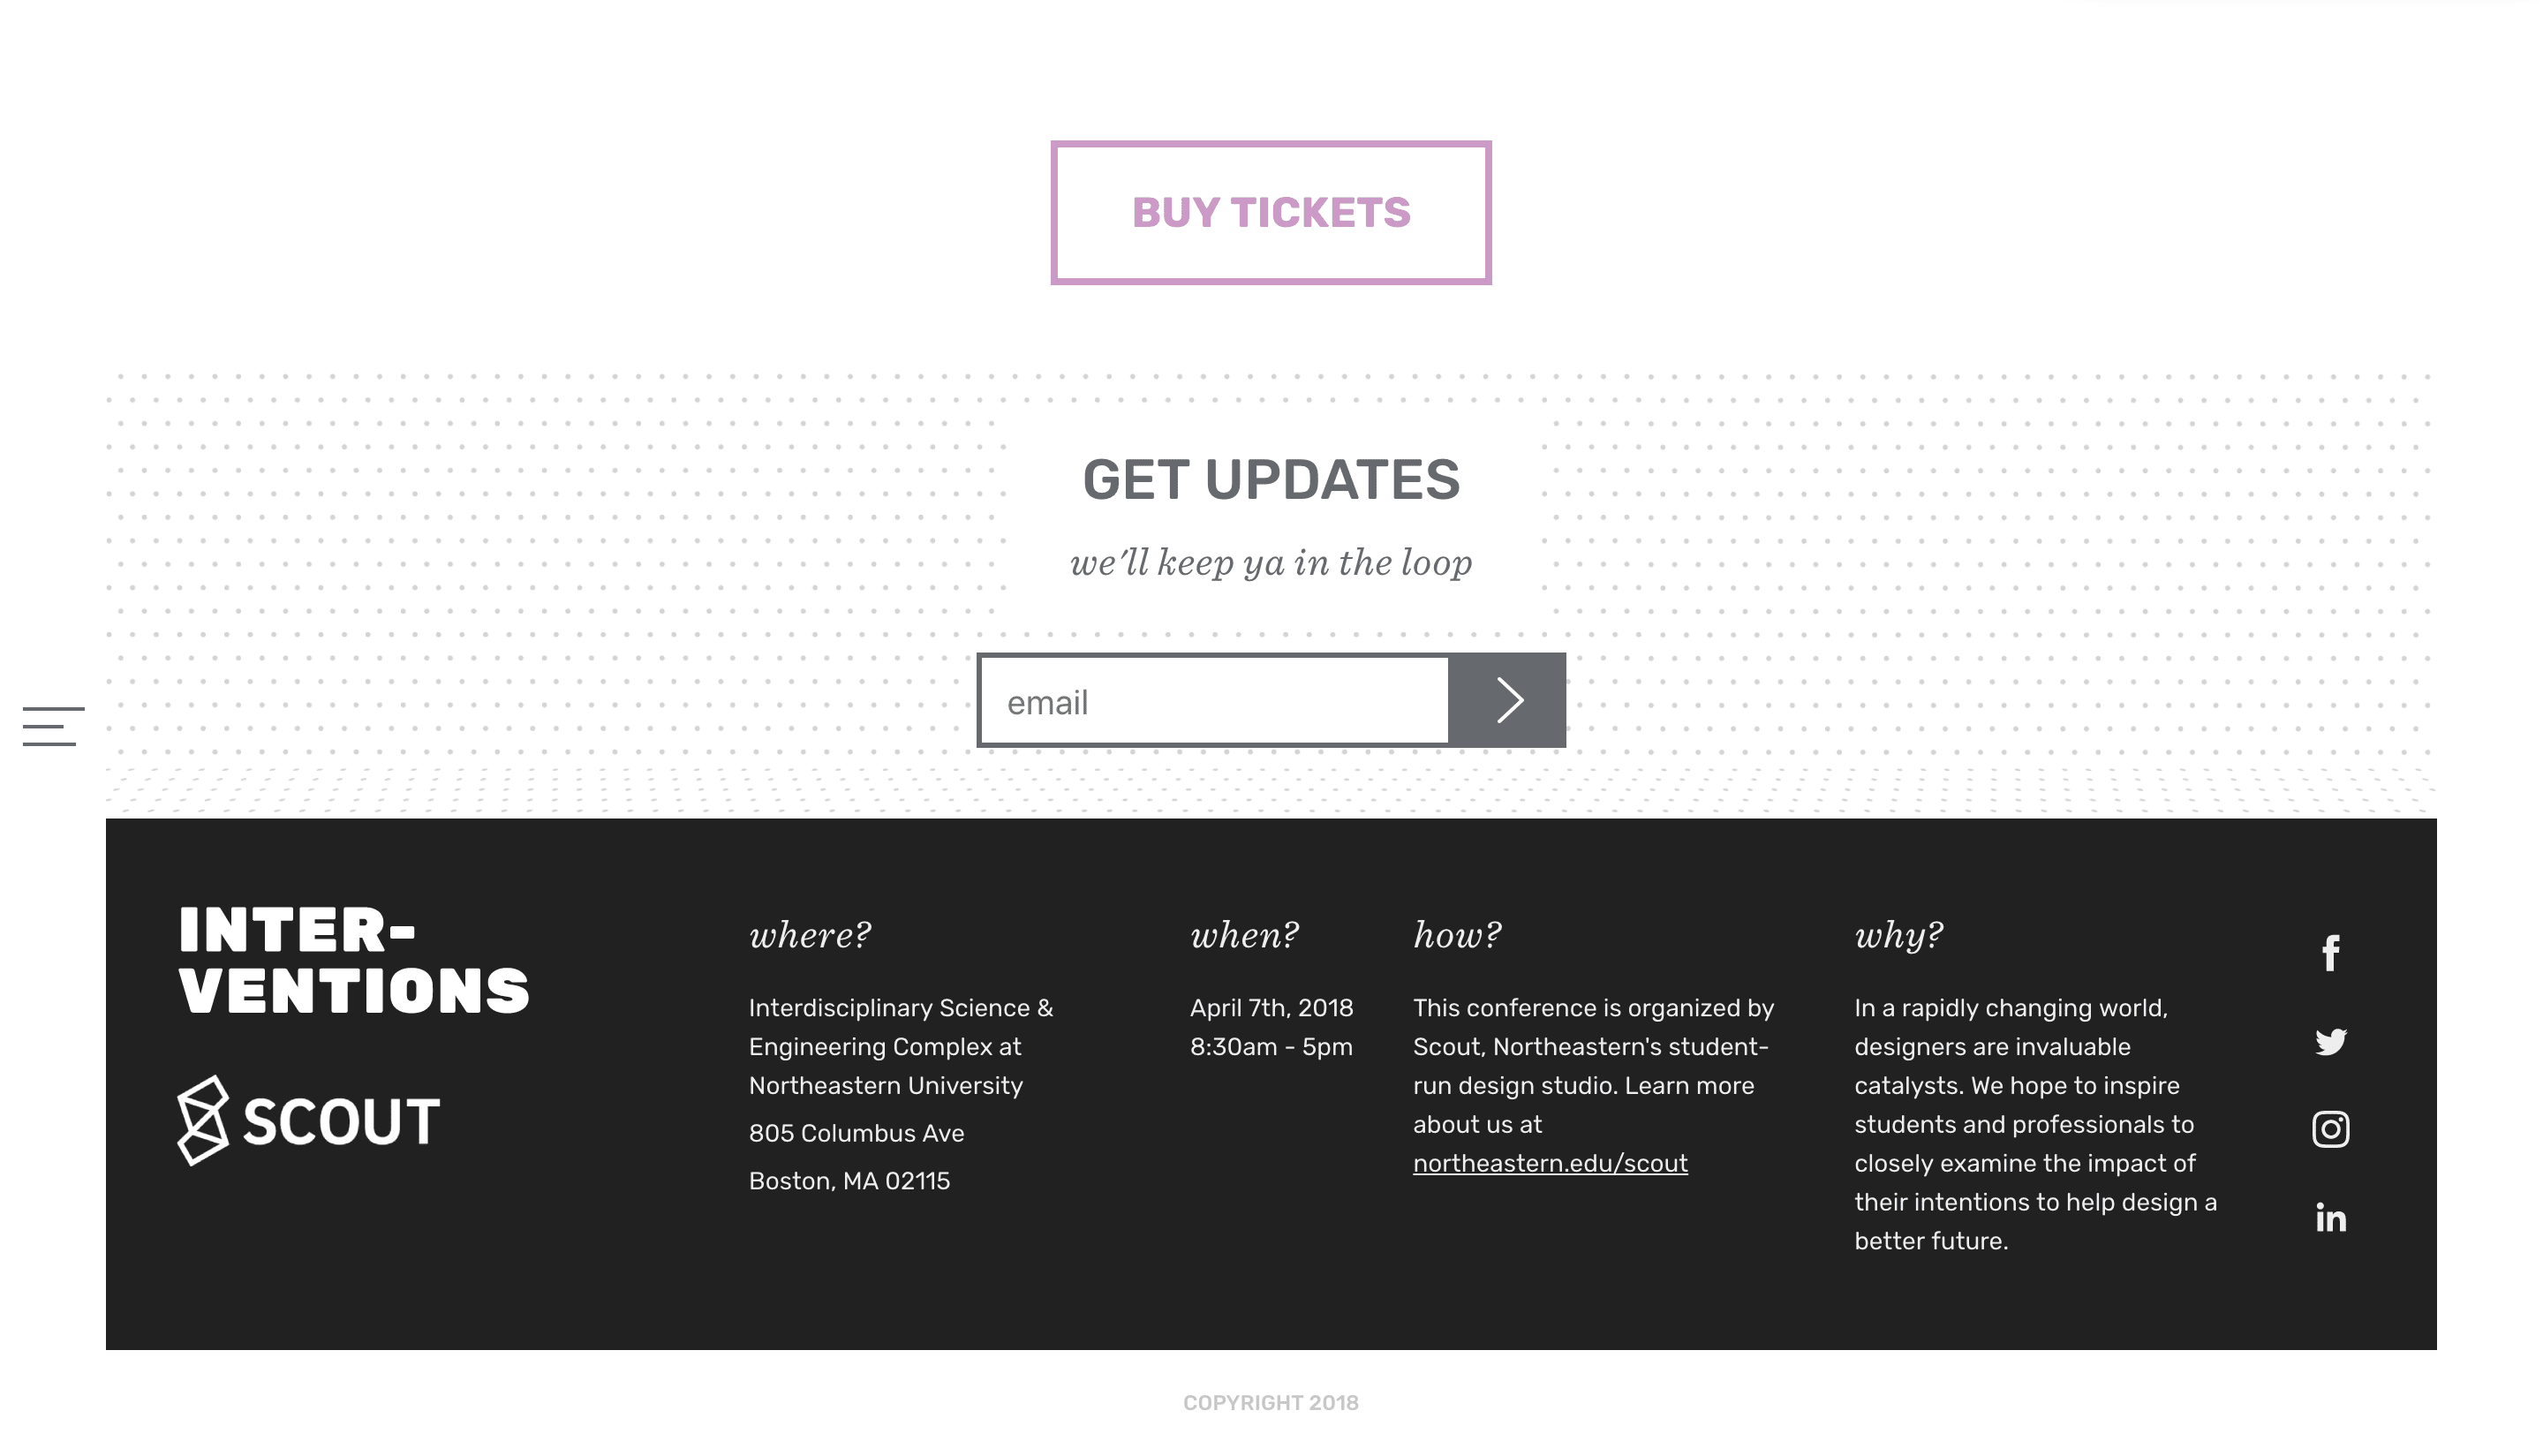 BUY TICKETS
GET UPDATES
we'll keep ya in the loop
email
INTER-
VENTIONS
SCOUT
where?
Interdisciplinary Science &
Engineering Complex at
Northeastern University
805 Columbus Ave
Boston, MA 02115
when?
April 7th, 2018
8:30am - 5pm
how?
This conference is organized by
Scout, Northeastern's student-
run design studio. Learn more
about us at
northeastern.edu/scout
why?
In a rapidly changing world,
designers are invaluable
catalysts. We hope to inspire
students and professionals to
closely examine the impact of
their intentions to help design a
better future.
COPYRIGHT 2018